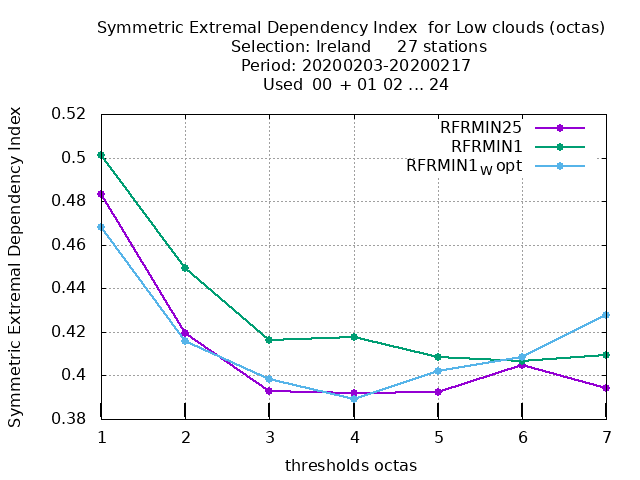 Symmetric Extremal Dependency Index  for Low clouds (octas)
Selection: Ireland     27 stations
Period: 20200203-20200217
Used  00 + 01 02 ... 24
Symmetric Extremal Dependency Index
0.52
0.5
0.48
0.46
0.44
0.42
0.4
0.38
RFRMIN25
RFRMIN1
RFRMIN1W opt
1 2 3 4 5 6 7
thresholds octas